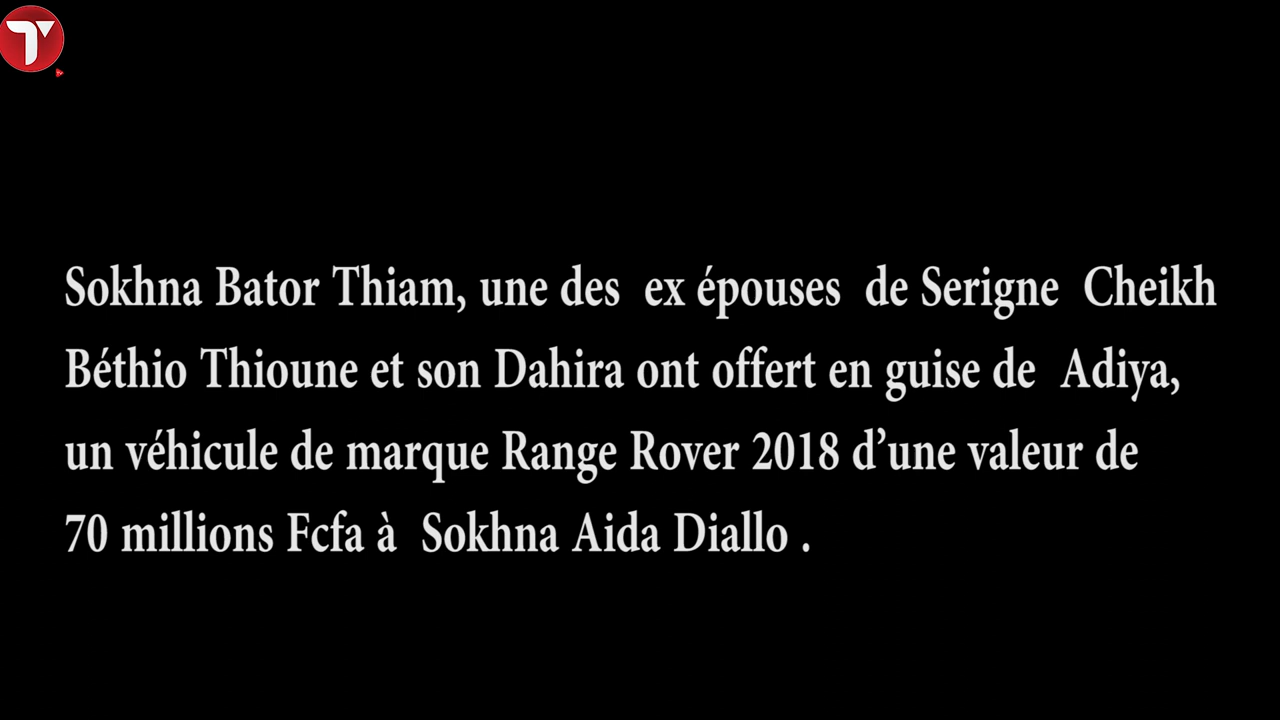 Sokhna Bator Thiam, une des  ex épouses  de Serigne  Cheikh
Béthio Thioune et son Dahira ont offert en guise de  Adiya,
un véhicule de marque Range Rover 2018 d’une valeur de
70 millions Fcfa à  Sokhna Aida Diallo .